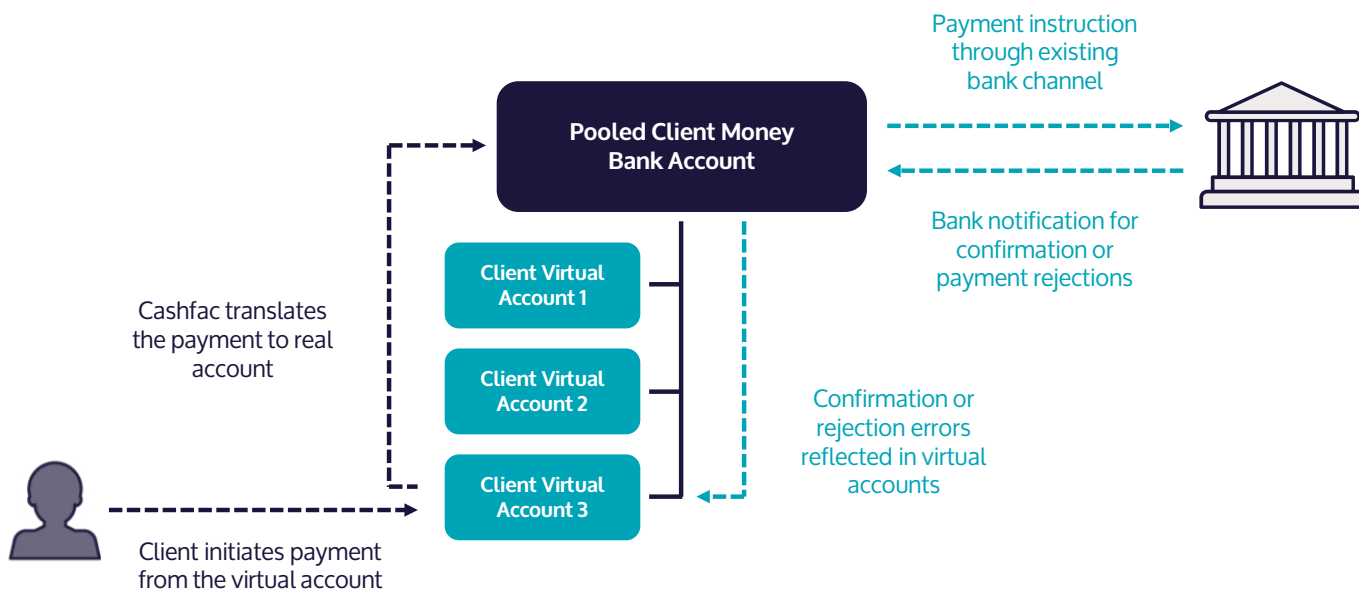 Payment instruction
through existing
bank channel
Pooled Client Money
Bank Account
Bank notification for
confirmation or
payment rejections
Client Virtual
Account 1
Cashfac translates
the payment to real
account
Client Virtual
Account 2
Confirmation or
rejection errors
reflected in virtual
accounts
Client Virtual
Account 3
Client initiates payment
from the virtual account